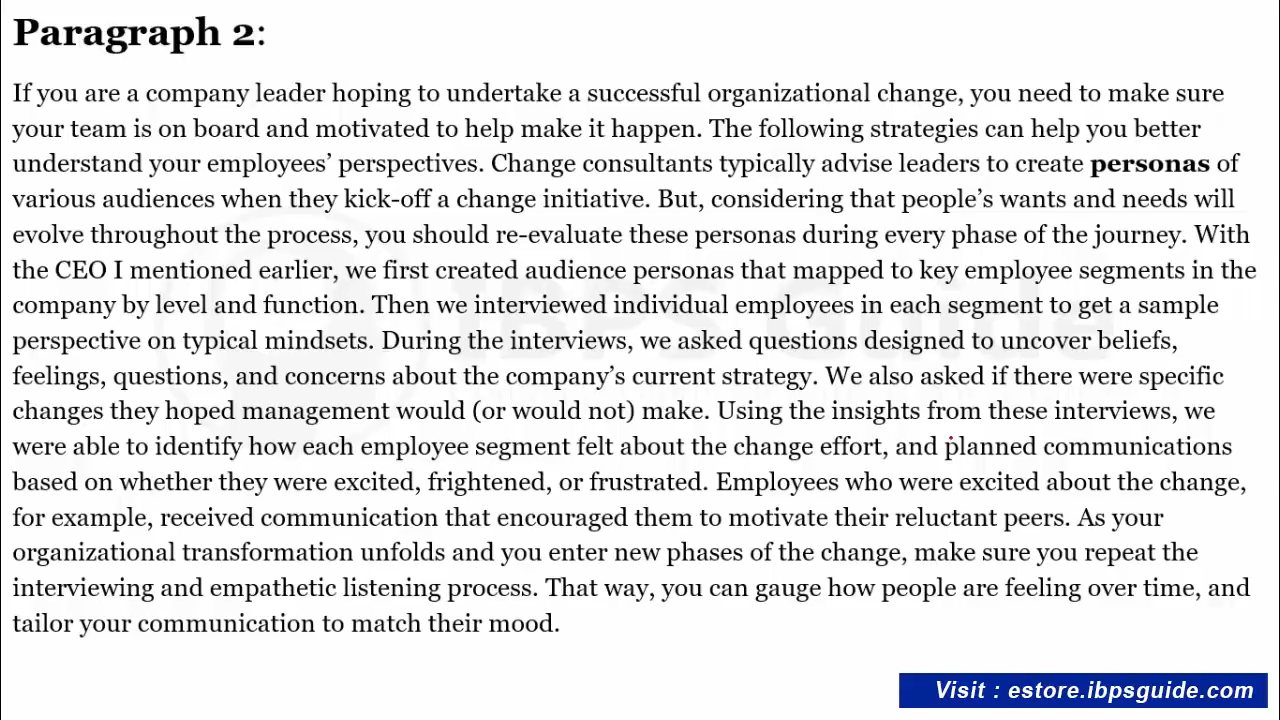 Paragraph 2:
If you are a company leader hoping to undertake a successful organizational change, you need to make sure
your team is on board and motivated to help make it happen. The following strategies can help you better
understand your employees’ perspectives. Change consultants typically advise leaders to create personas of
various audiences when they kick-off a change initiative. But, considering that people’s wants and needs will
evolve throughout the process, you should re-evaluate these personas during every phase of the journey. With
the CEO I mentioned earlier, we first created audience personas that mapped to key employee segments in the
company by level and function. Then we interviewed individual employees in each segment to get a sample
perspective on typical mindsets. During the interviews, we asked questions designed to uncover beliefs,
feelings, questions, and concerns about the company’s current strategy. We also asked if there were specific
changes they hoped management would (or would not) make. Using the insights from these interviews, we
were able to identify how each employee segment felt about the change effort, and planned communications
based on whether they were excited, frightened, or frustrated. Employees who were excited about the change,
for example, received communication that encouraged them to motivate their reluctant peers. As your
organizational transformation unfolds and you enter new phases of the change, make sure you repeat the
interviewing and empathetic listening process. That way, you can gauge how people are feeling over time, and
tailor your communication to match their mood.
IBPS Guide
Visit : estore.ibpsguide.com